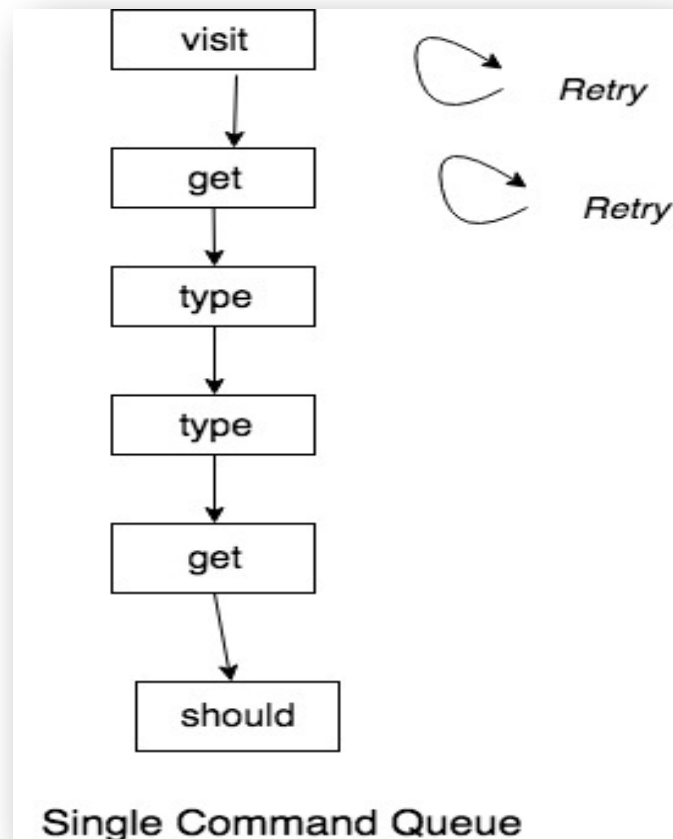 visit
Retry
get
Retry
type
type
get
should
Single Command Queue